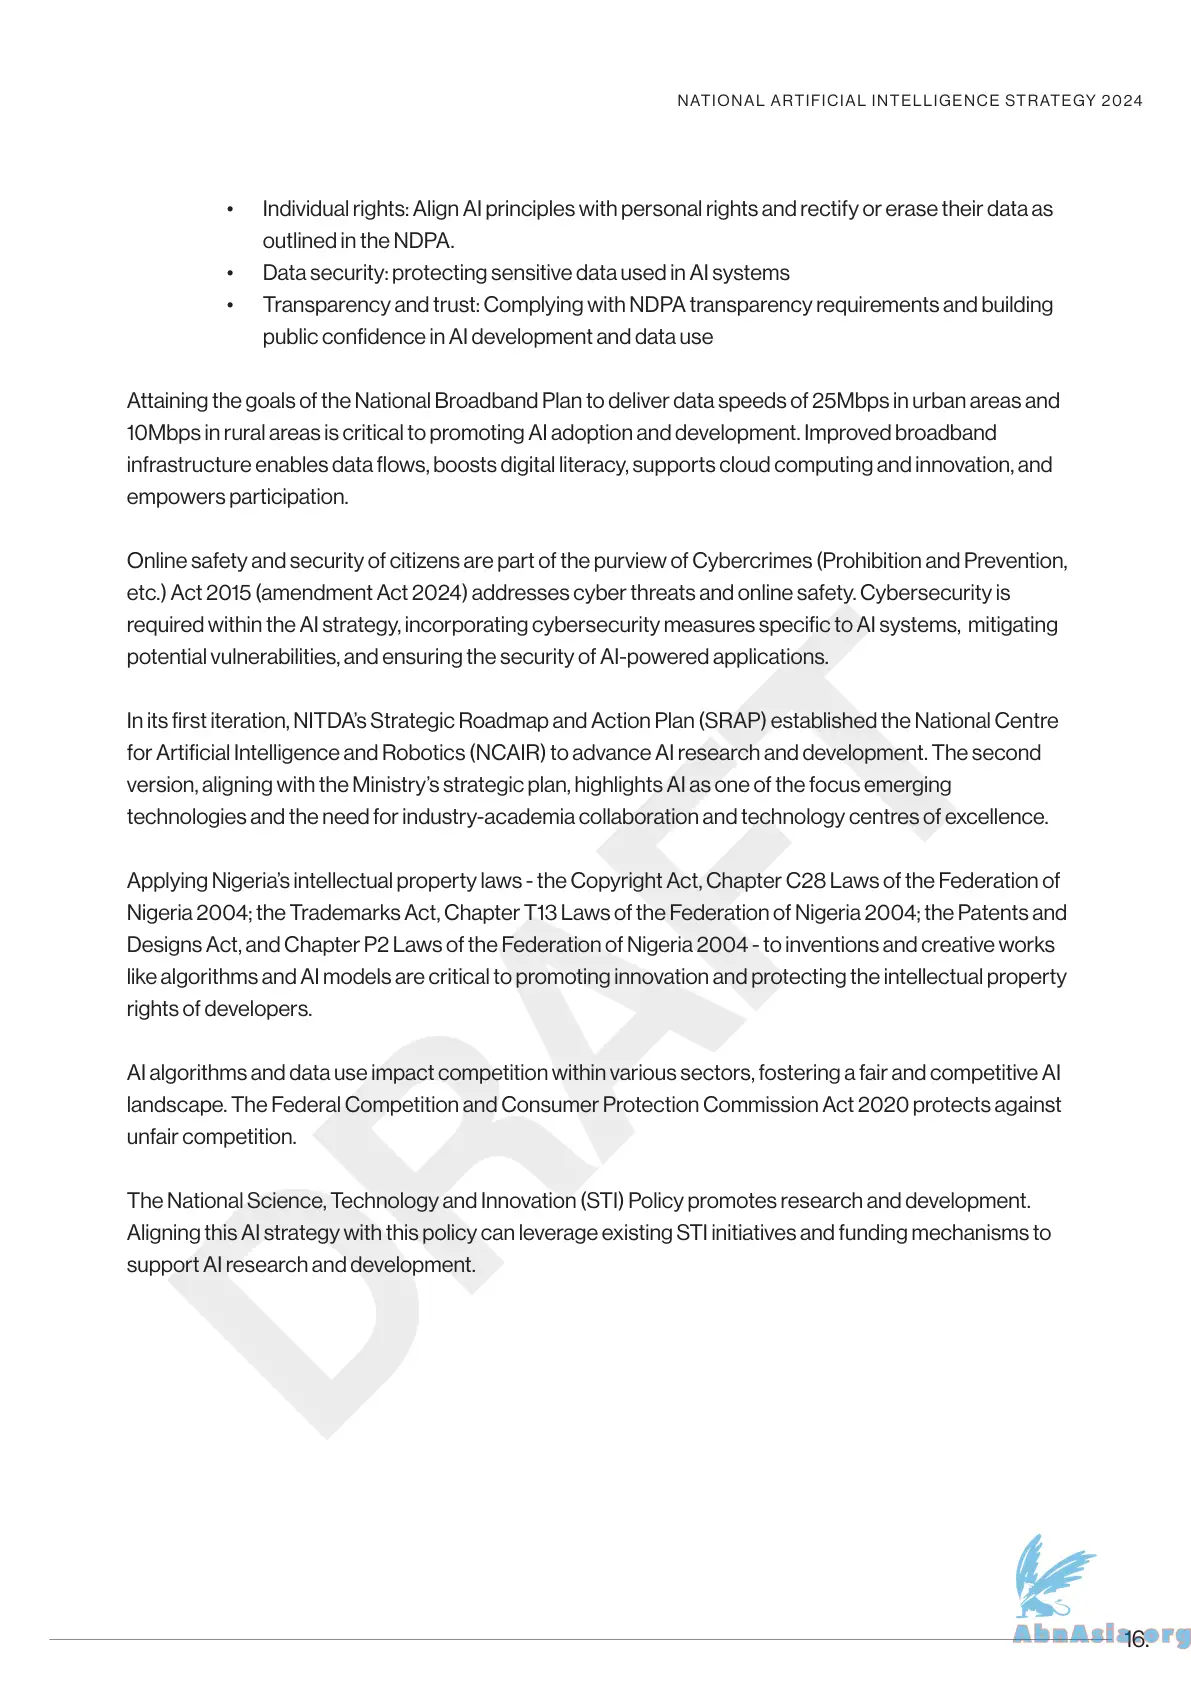 NATIONAL ARTIFICIAL INTELLIGENCE STRATEGY 2024
• Individual rights: Align AI principles with personal rights and rectify or erase their data as
outlined in the NDPA.
• Data security: protecting sensitive data used in AI systems
• Transparency and trust: Complying with NDPA transparency requirements and building
public confidence in AI development and data use
Attaining the goals of the National Broadband Plan to deliver data speeds of 25Mbps in urban areas and
10Mbps in rural areas is critical to promoting AI adoption and development. Improved broadband
infrastructure enables data flows, boosts digital literacy, supports cloud computing and innovation, and
empowers participation.
Online safety and security of citizens are part of the purview of Cybercrimes (Prohibition and Prevention,
etc.) Act 2015 (amendment Act 2024) addresses cyber threats and online safety. Cybersecurity is
required within the AI strategy, incorporating cybersecurity measures specific to AI systems, mitigating
potential vulnerabilities, and ensuring the security of AI-powered applications.
In its first iteration, NITDA's Strategic Roadmap and Action Plan (SRAP) established the National Centre
for Artificial Intelligence and Robotics (NCAIR) to advance AI research and development. The second
version, aligning with the Ministry's strategic plan, highlights AI as one of the focus emerging
technologies and the need for industry-academia collaboration and technology centres of excellence.
Applying Nigeria's intellectual property laws - the Copyright Act, Chapter C28 Laws of the Federation of
Nigeria 2004; the Trademarks Act, Chapter T13 Laws of the Federation of Nigeria 2004; the Patents and
Designs Act, and Chapter P2 Laws of the Federation of Nigeria 2004 - to inventions and creative works
like algorithms and AI models are critical to promoting innovation and protecting the intellectual property
rights of developers.
AI algorithms and data use impact competition within various sectors, fostering a fair and competitive AI
landscape. The Federal Competition and Consumer Protection Commission Act 2020 protects against
unfair competition.
The National Science, Technology and Innovation (STI) Policy promotes research and development.
Aligning this AI strategy with this policy can leverage existing STI initiatives and funding mechanisms to
support AI research and development.
DRAFT
AbnAsia.org
16.